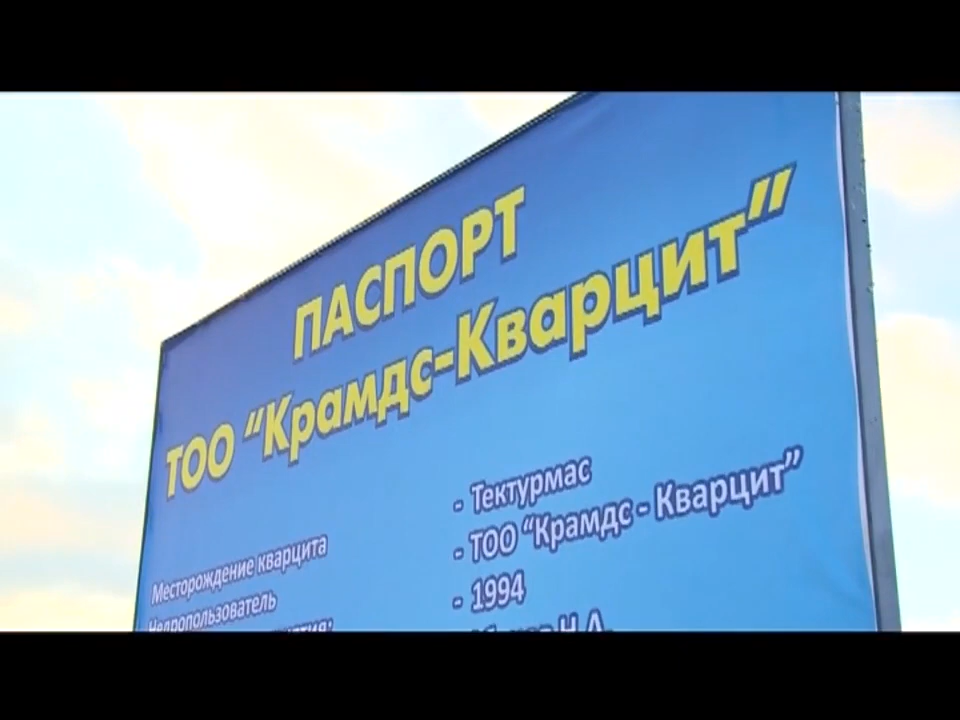 ПАСПОРТ
ТОО “Крамдс-Кварцит”
Месторождение кварцита - Тектурмас
Недропользователь - ТОО “Крамдс - Кварцит”
- 1994
Н.А.